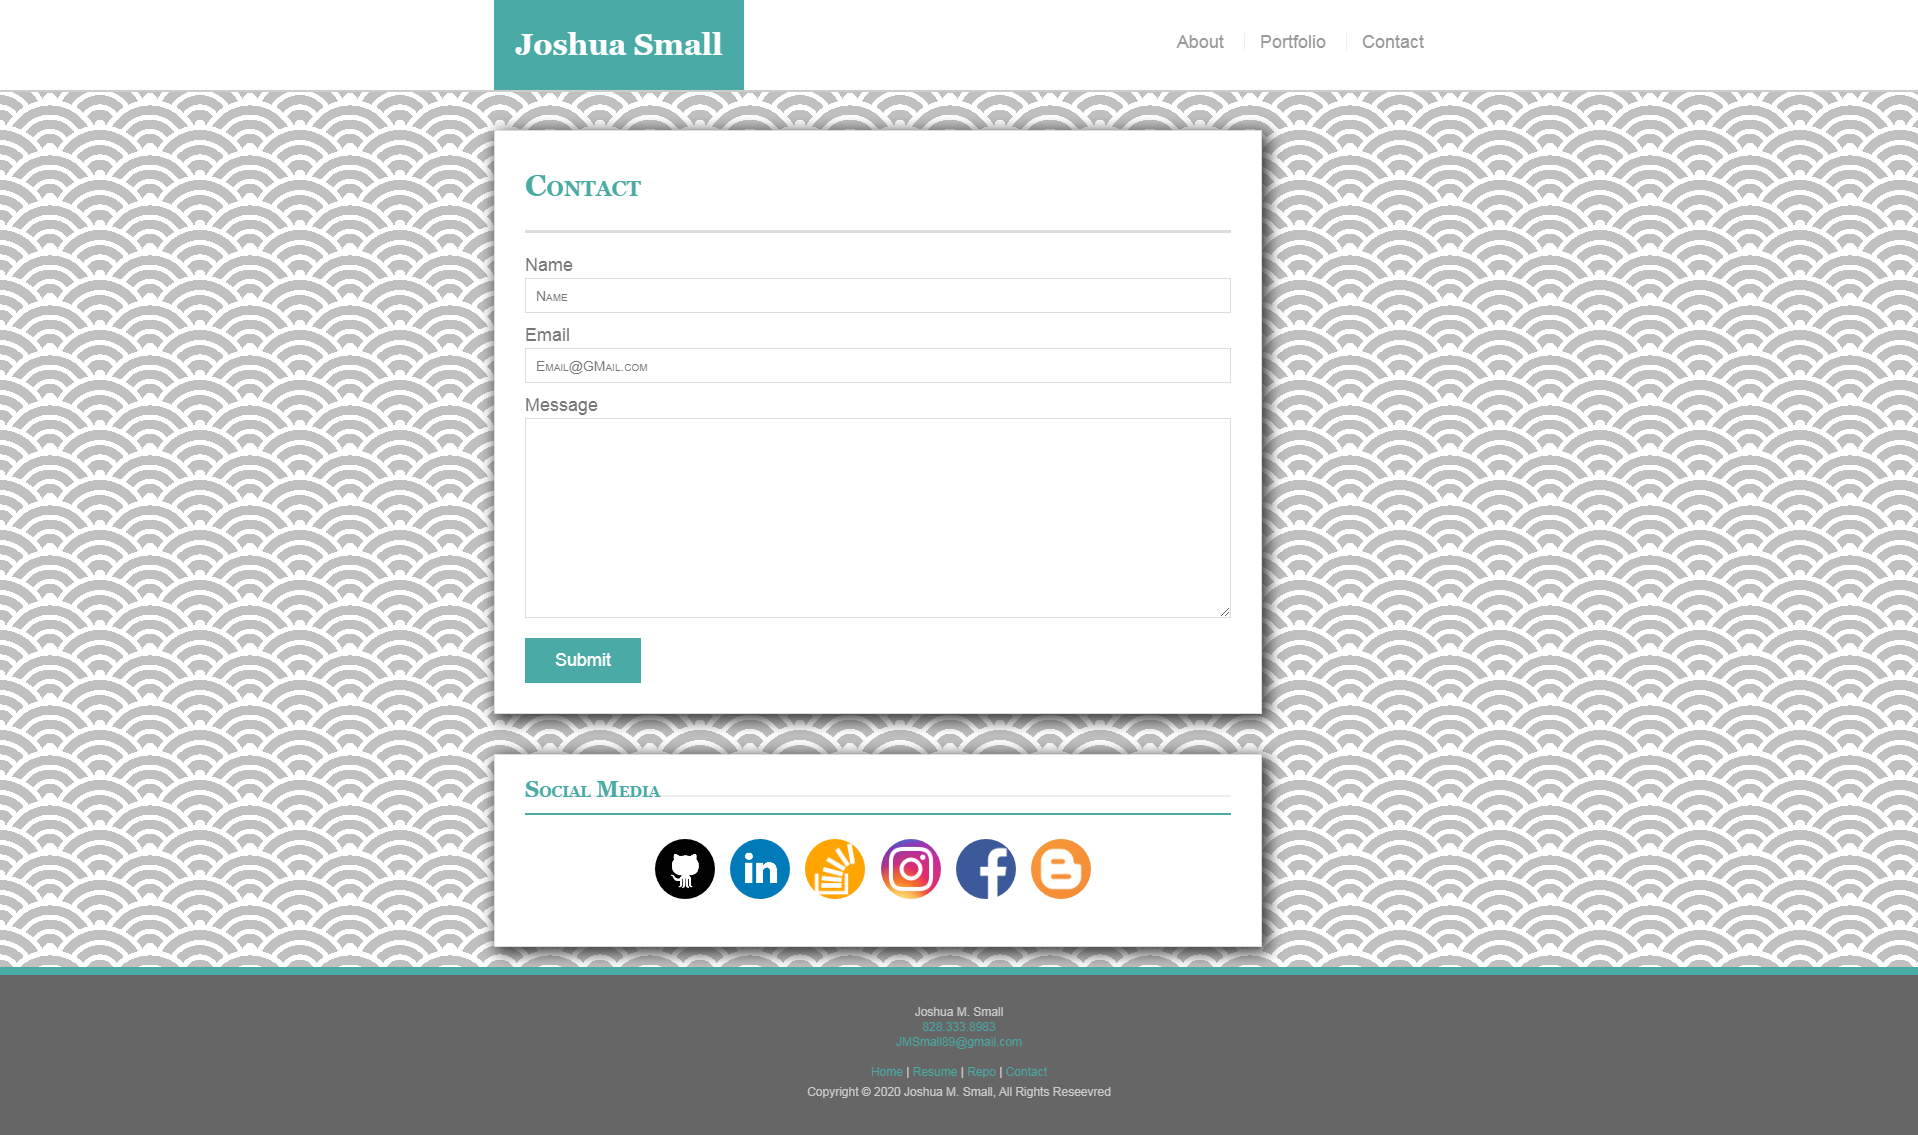 Joshua Small
About
Portfolio
Contact
Contact
Name
Name
Email
Email@GMail.com
Message
Submit
Social Media
in
Joshua M. Small
828.333.8983
JMSmall89@gmail.com
Home | Resume | Repo | Contact
Copyright © 2020 Joshua M. Small, All Rights Reseevred